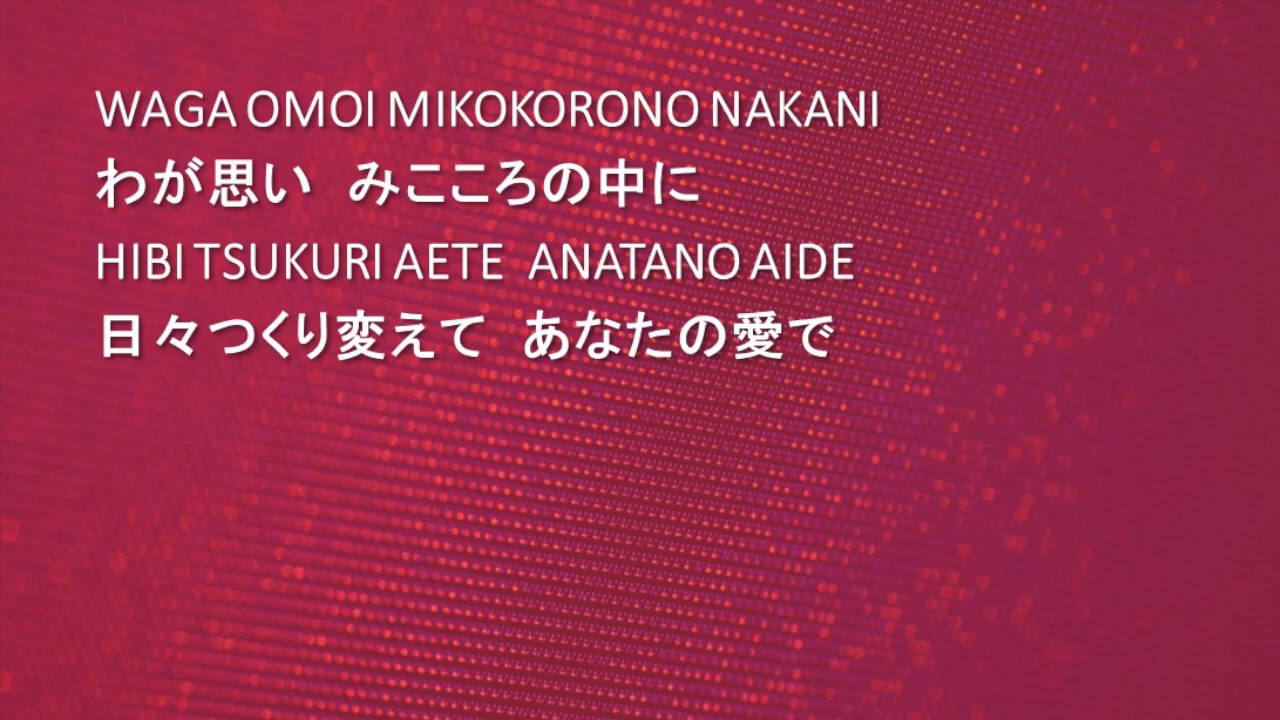 WAGA OMOI MIKOKORONO NAKANI
わが思い　みこころの中に
HIBI TSUKURI AETE  ANATANO AIDE
日々つくり変えて　あなたの愛で